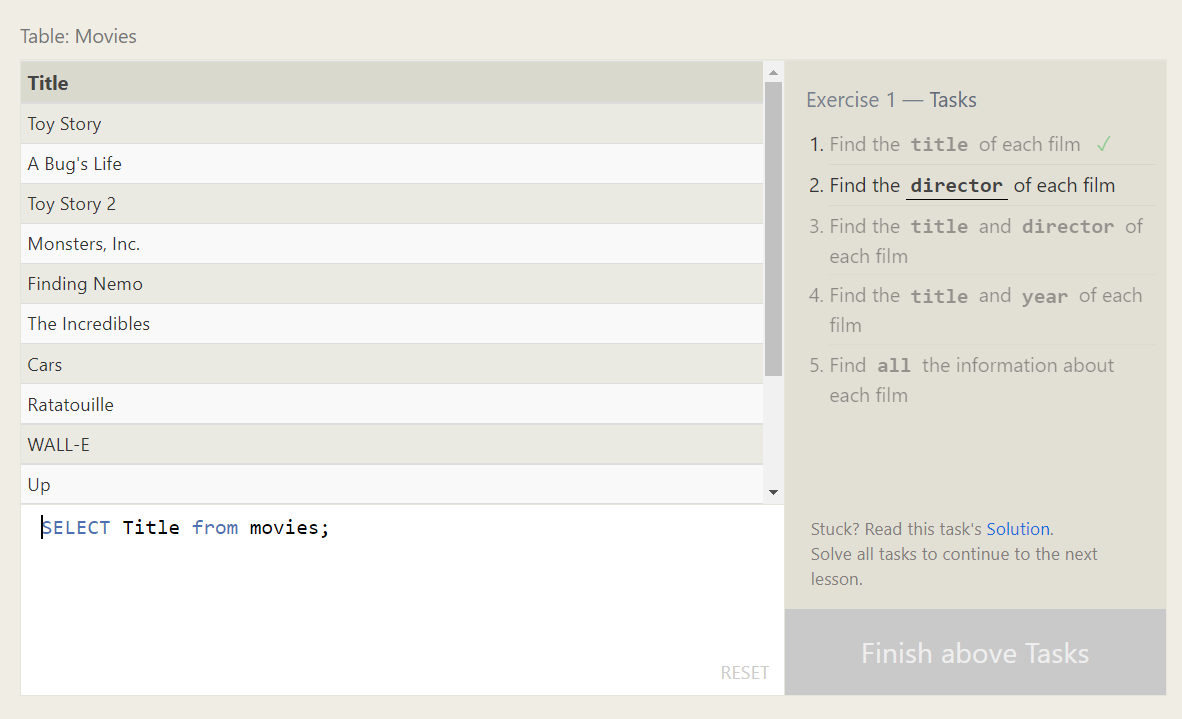 Table: Movies
Title
Toy Story
A Bug's Life
Toy Story 2
Monsters, Inc.
Finding Nemo
The Incredibles
Cars
Ratatouille
WALL-E
Up
SELECT Title from movies;
RESET
Exercise 1 — Tasks
1. Find the title of each film ✓
2. Find the director of each film
3. Find the title and director of
each film
4. Find the title and year of each
film
5. Find all the information about
each film
Stuck? Read this task's Solution.
Solve all tasks to continue to the next
lesson.
Finish above Tasks